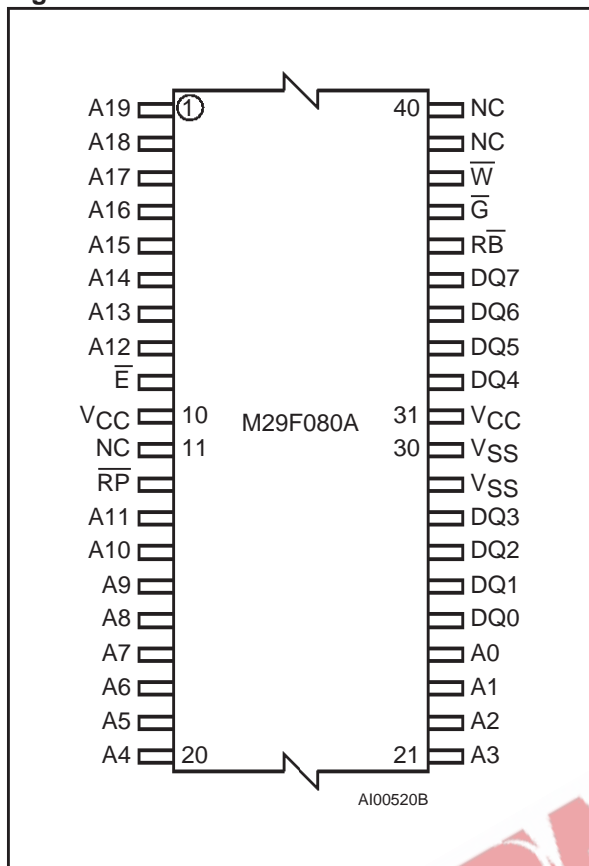 A19 1 40 NC
A18 NC
A17 W̅
A16 G̅
A15 RB̅
A14 DQ7
A13 DQ6
A12 DQ5
E̅ DQ4
VCC 10 M29F080A 31 VCC
NC 11 30 VSS
R̅P̅ VSS
A11 DQ3
A10 DQ2
A9 DQ1
A8 DQ0
A7 A0
A6 A1
A5 A2
A4 20 21 A3
AI00520B